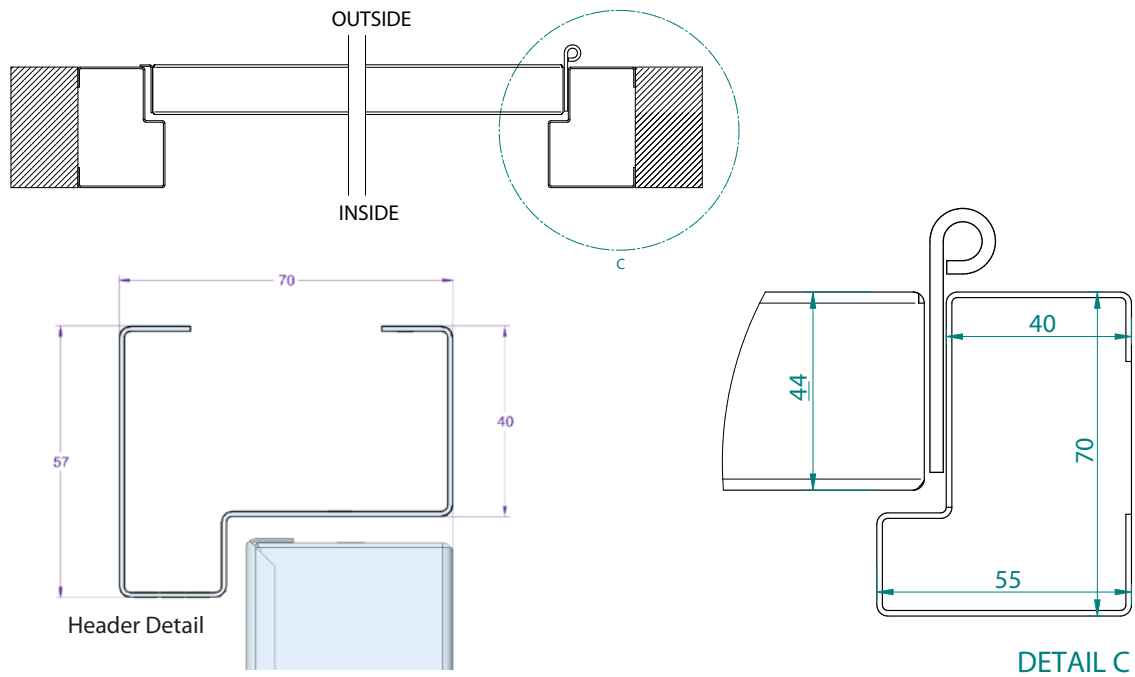 OUTSIDE
INSIDE
C
70
57
40
Header Detail
40
44
70
55
DETAIL C